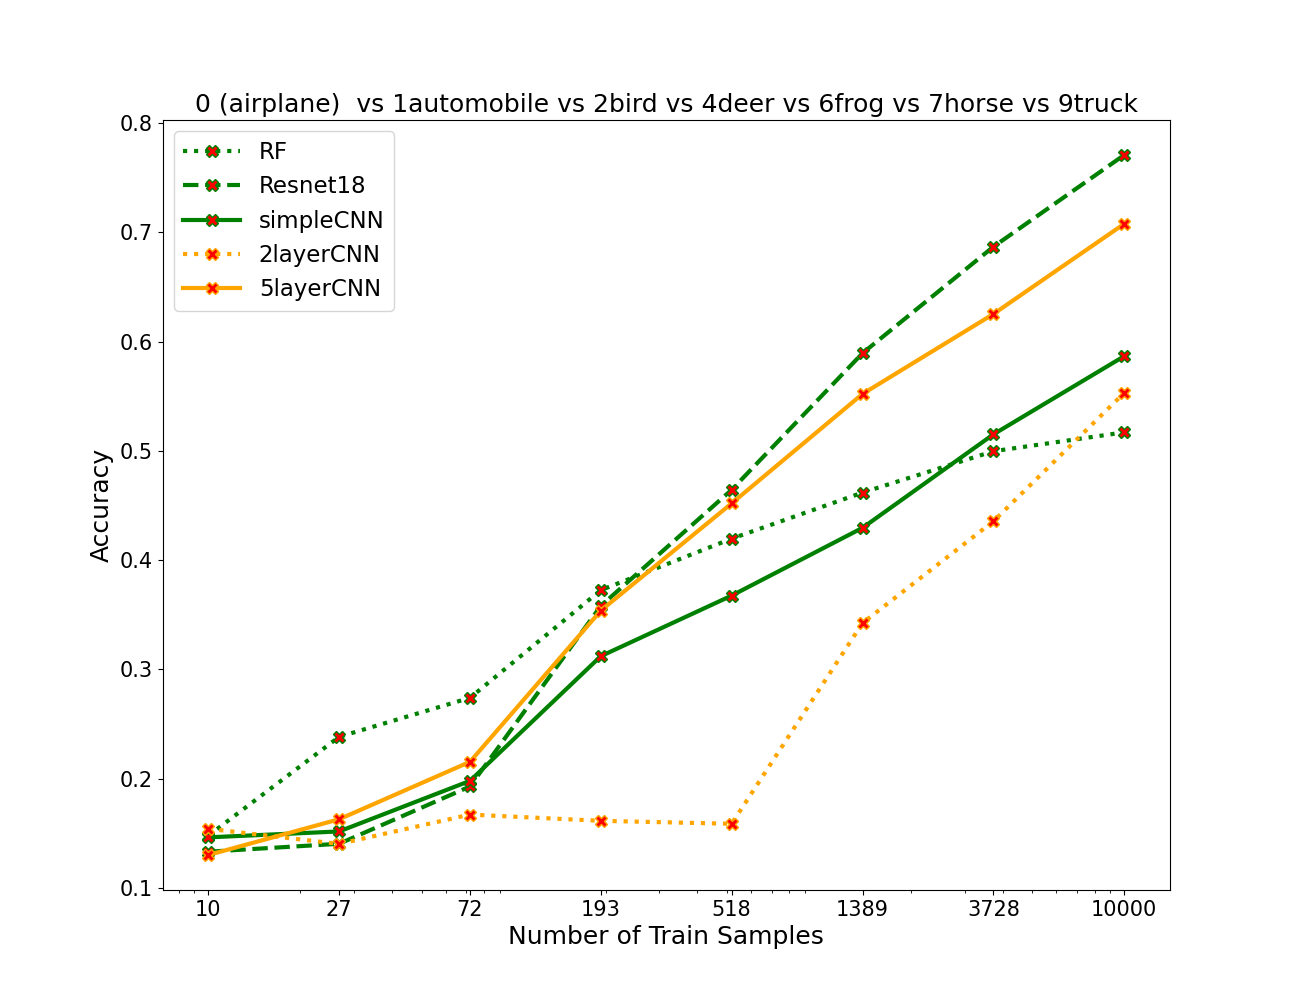 0 (airplane)  vs 1automobile vs 2bird vs 4deer vs 6frog vs 7horse vs 9truck
RF
Resnet18
simpleCNN
2layerCNN
5layerCNN
Accuracy
0.8
0.7
0.6
0.5
0.4
0.3
0.2
0.1
10 27 72 193 518 1389 3728 10000
Number of Train Samples